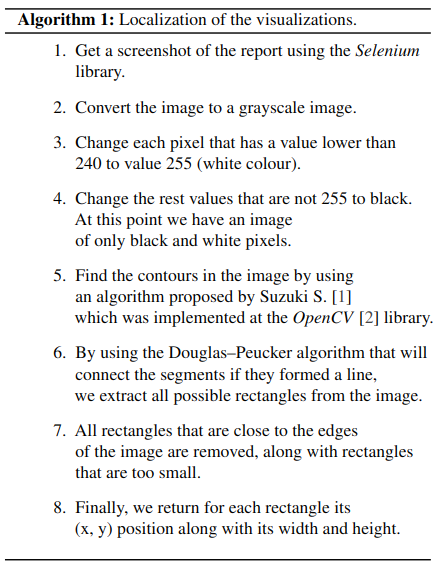 Algorithm 1: Localization of the visualizations.
1. Get a screenshot of the report using the Selenium
library.
2. Convert the image to a grayscale image.
3. Change each pixel that has a value lower than
240 to value 255 (white colour).
4. Change the rest values that are not 255 to black.
At this point we have an image
of only black and white pixels.
5. Find the contours in the image by using
an algorithm proposed by Suzuki S. [1]
which was implemented at the OpenCV [2] library.
6. By using the Douglas–Peucker algorithm that will
connect the segments if they formed a line,
we extract all possible rectangles from the image.
7. All rectangles that are close to the edges
of the image are removed, along with rectangles
that are too small.
8. Finally, we return for each rectangle its
(x, y) position along with its width and height.